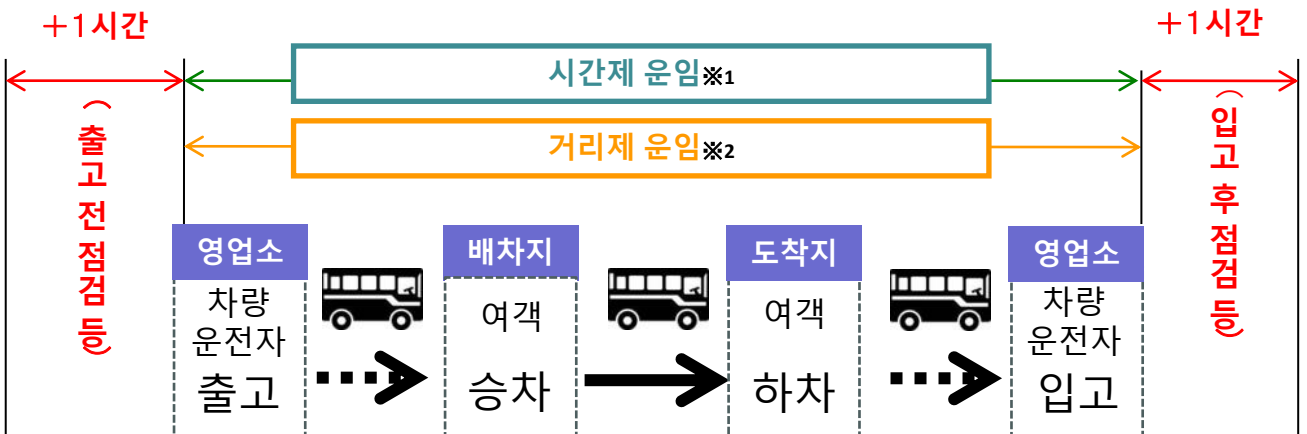 +1시간
+1시간
시간제 운임※1
거리제 운임※2
(출고 전 점검 등)
(입고 후 점검 등)
영업소
차량
운전자
출고
배차지
여객
승차
도착지
여객
하차
영업소
차량
운전자
입고